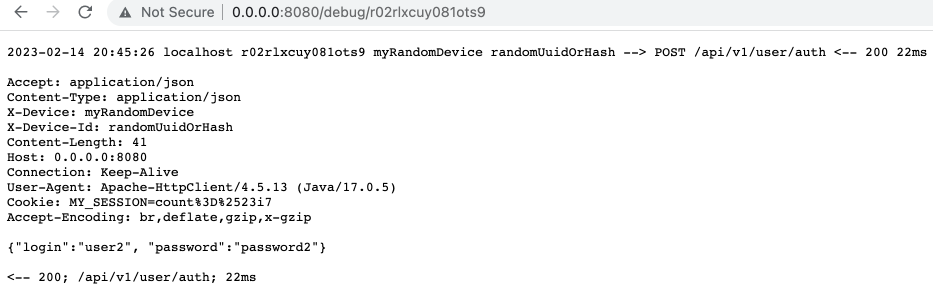 Not Secure | 0.0.0.0:8080/debug/r02rlxcuy081ots9
2023-02-14 20:45:26 localhost r02rlxcuy081ots9 myRandomDevice randomUuidOrHash --> POST /api/v1/user/auth <-- 200 22ms
Accept: application/json
Content-Type: application/json
X-Device: myRandomDevice
X-Device-Id: randomUuidOrHash
Content-Length: 41
Host: 0.0.0.0:8080
Connection: Keep-Alive
User-Agent: Apache-HttpClient/4.5.13 (Java/17.0.5)
Cookie: MY_SESSION=count%3D%2523i7
Accept-Encoding: br,deflate,gzip,x-gzip
{"login":"user2", "password":"password2"}
<-- 200; /api/v1/user/auth; 22ms